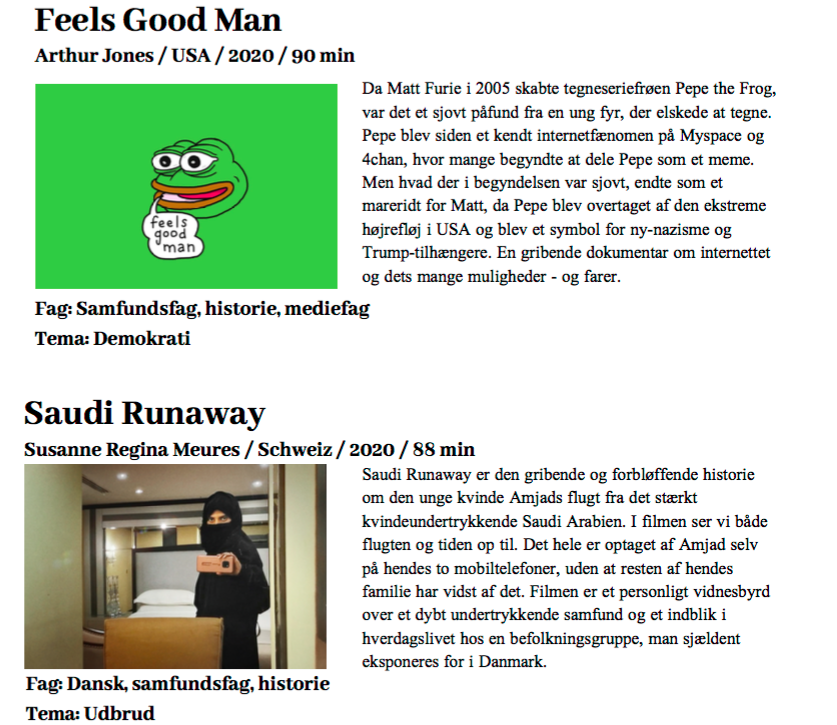 Feels Good Man
Arthur Jones / USA / 2020 / 90 min
Da Matt Furie i 2005 skabte tegneseriefrøen Pepe the Frog,
var det et sjovt påfund fra en ung fyr, der elskede at tegne.
Pepe blev siden et kendt internetfænomen på Myspace og
4chan, hvor mange begyndte at dele Pepe som et meme.
Men hvad der i begyndelsen var sjovt, endte som et
mareridt for Matt, da Pepe blev overtaget af den ekstreme
højrefløj i USA og blev et symbol for ny-nazisme og
Trump-tilhængere. En gribende dokumentar om internettet
og dets mange muligheder - og farer.
feels
good
man
Fag: Samfundsfag, historie, mediefag
Tema: Demokrati
Saudi Runaway
Susanne Regina Meures / Schweiz / 2020 / 88 min
Saudi Runaway er den gribende og forbløffende historie
om den unge kvinde Amjads flugt fra det stærkt
kvindeundertrykkende Saudi Arabien. I filmen ser vi både
flugten og tiden op til. Det hele er optaget af Amjad selv
på hendes to mobiltelefoner, uden at resten af hendes
familie har vidst af det. Filmen er et personligt vidnesbyrd
over et dybt undertrykkende samfund og et indblik i
hverdagslivet hos en befolkningsgruppe, man sjældent
eksponeres for i Danmark.
Fag: Dansk, samfundsfag, historie
Tema: Udbrud